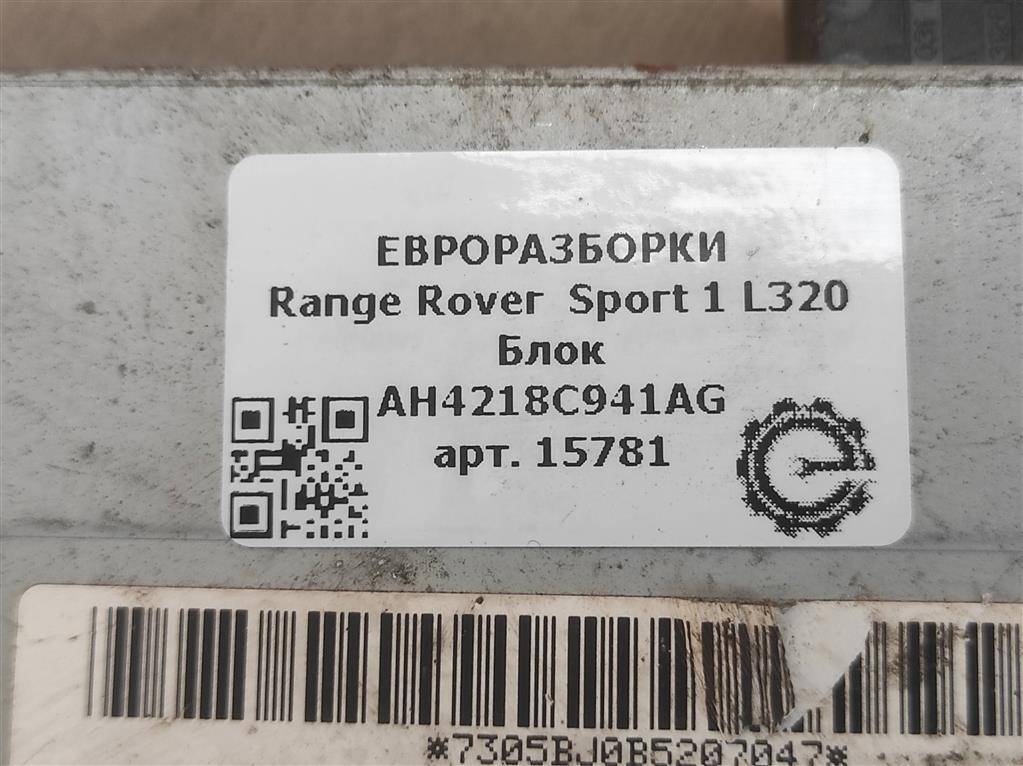 ЕВРОРАЗБОРКИ
Range Rover Sport 1 L320
Блок
AH4218C941AG
арт. 15781
*7305BJ0B5207047*